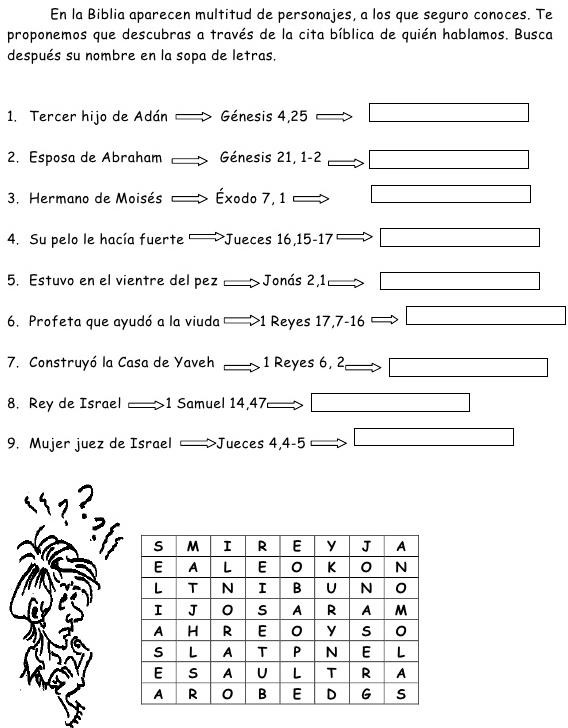 En la Biblia aparecen multitud de personajes, a los que seguro conoces. Te
proponemos que descubras a través de la cita bíblica de quién hablamos. Busca
después su nombre en la sopa de letras.
1. Tercer hijo de Adán Génesis 4,25
2. Esposa de Abraham Génesis 21, 1-2
3. Hermano de Moisés Éxodo 7, 1
4. Su pelo le hacía fuerte Jueces 16,15-17
5. Estuvo en el vientre del pez Jonás 2,1
6. Profeta que ayudó a la viuda 1 Reyes 17,7-16
7. Construyó la Casa de Yaveh 1 Reyes 6, 2
8. Rey de Israel 1 Samuel 14,47
9. Mujer juez de Israel Jueces 4,4-5
? ? ? ?
S M I R E Y J A
E A L E O K O N
L T N I B U N O
I J O S A R A M
A H R E O Y S O
S L A T P N E L
E S A U L T R A
A R O B E D G S